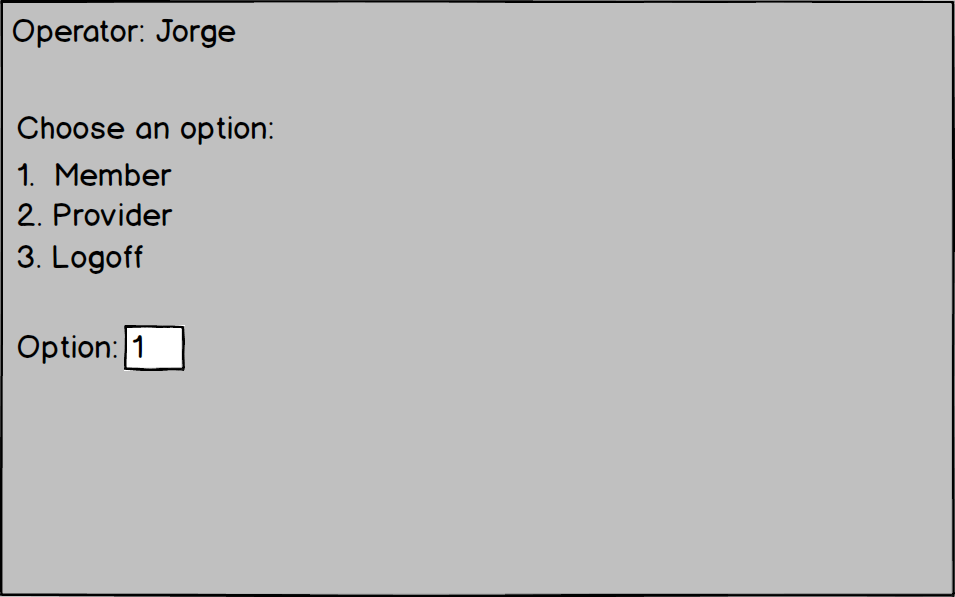 Operator: Jorge
Choose an option:
1. Member
2. Provider
3. Logoff
Option: 1